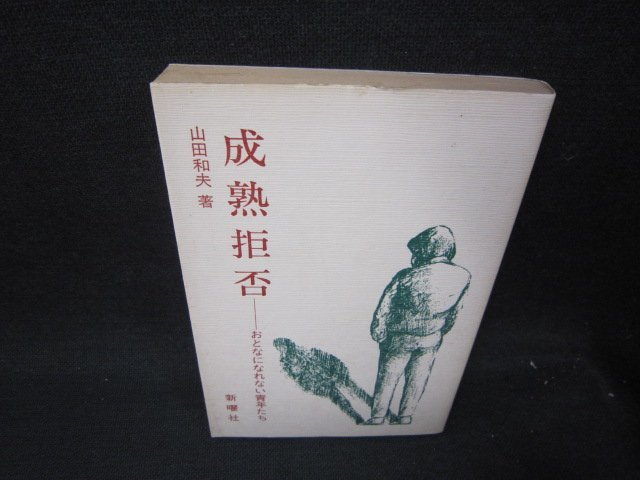 成熟拒否
──おとなになれない青年たち
山田和夫 著
新曜社